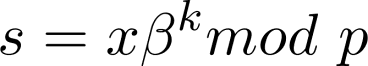 s = xβ^k mod p